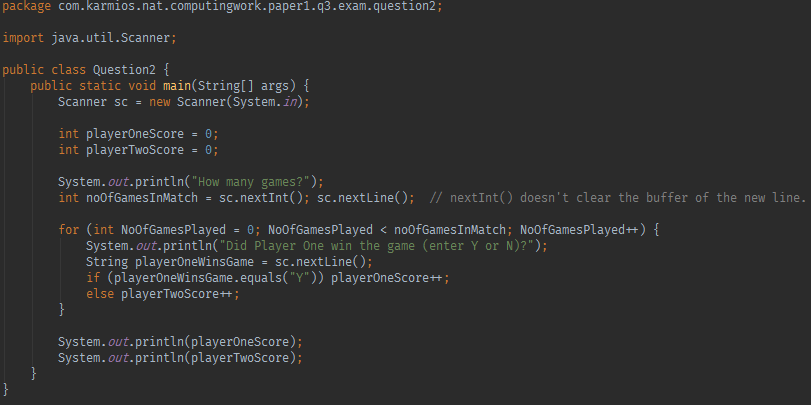 package com.karmios.nat.computingwork.paper1.q3.exam.question2;
import java.util.Scanner;
public class Question2 {
public static void main(String[] args) {
Scanner sc = new Scanner(System.in);
int playerOneScore = 0;
int playerTwoScore = 0;
System.out.println("How many games?");
int noOfGamesInMatch = sc.nextInt(); sc.nextLine();  // nextInt() doesn't clear the buffer of the new line.
for (int NoOfGamesPlayed = 0; NoOfGamesPlayed < noOfGamesInMatch; NoOfGamesPlayed++) {
System.out.println("Did Player One win the game (enter Y or N)?");
String playerOneWinsGame = sc.nextLine();
if (playerOneWinsGame.equals("Y")) playerOneScore++;
else playerTwoScore++;
}
System.out.println(playerOneScore);
System.out.println(playerTwoScore);
}
}